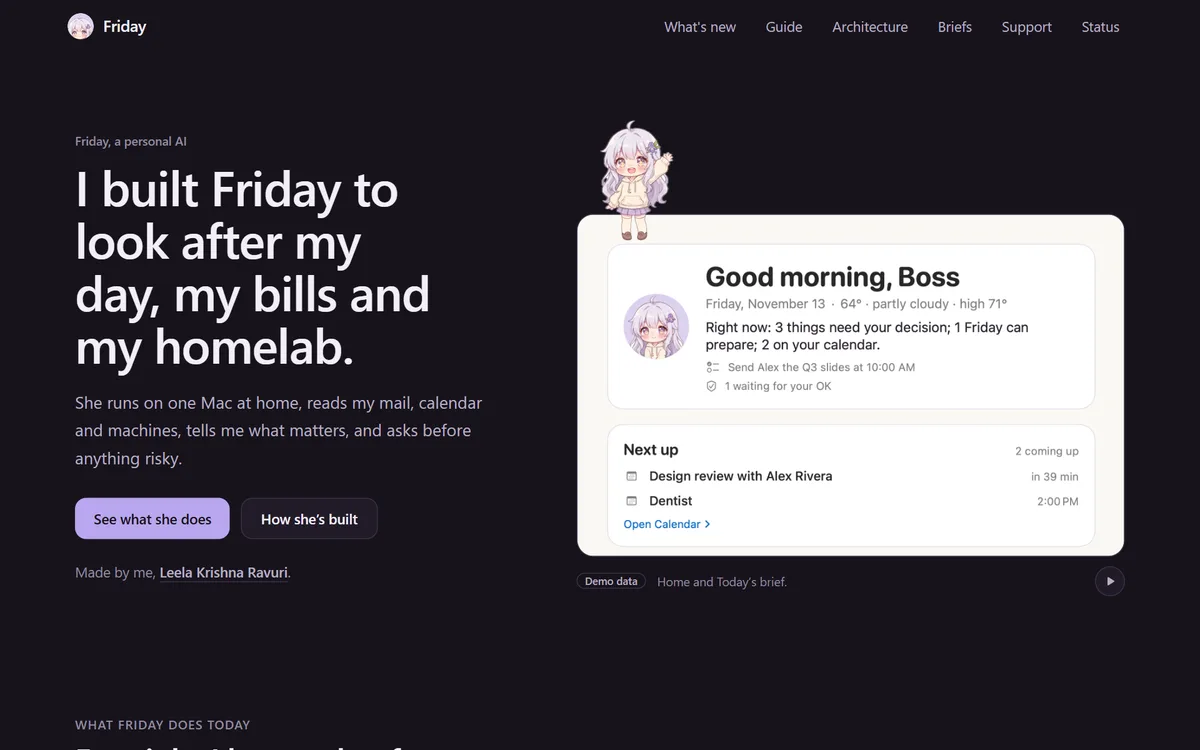 Friday
What's new
Guide
Architecture
Briefs
Support
Status
Friday, a personal AI
I built Friday to
look after my
day, my bills and
my homelab.
She runs on one Mac at home, reads my mail, calendar
and machines, tells me what matters, and asks before
anything risky.
See what she does
How she's built
Made by me, Leela Krishna Ravuri.
Good morning, Boss
Friday, November 13 · 64° · partly cloudy · high 71°
Right now: 3 things need your decision; 1 Friday can
prepare; 2 on your calendar.
Send Alex the Q3 slides at 10:00 AM
1 waiting for your OK
Next up
2 coming up
Design review with Alex Rivera
in 39 min
Dentist
2:00 PM
Open Calendar
Demo data
Home and Today's brief.
WHAT FRIDAY DOES TODAY